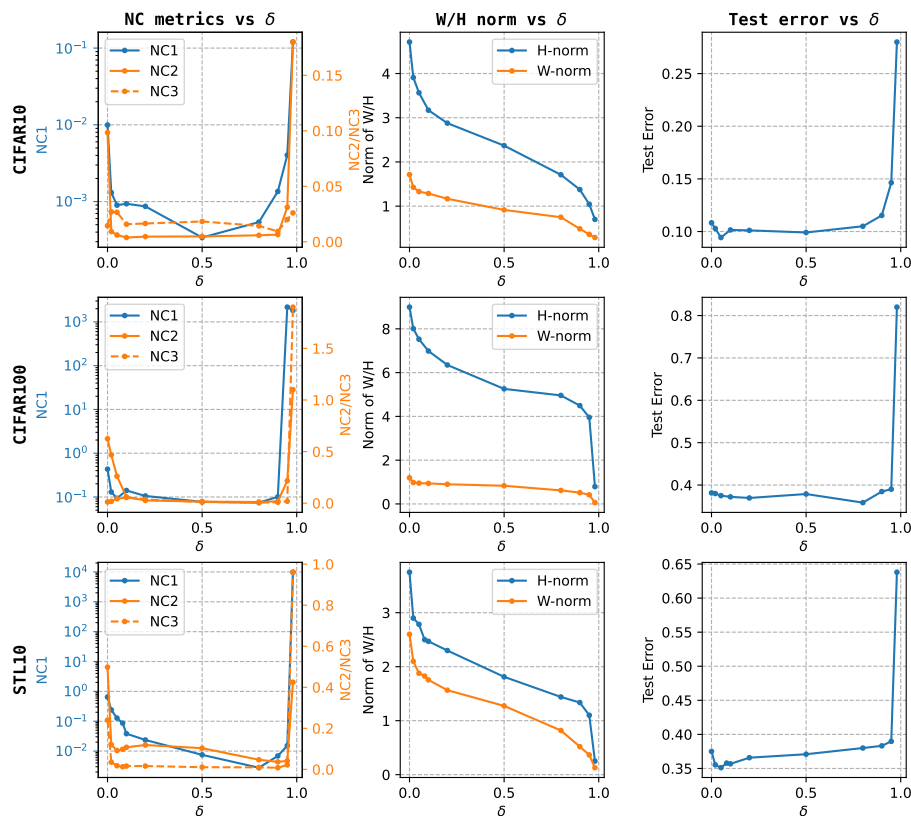 NC metrics vs δ
W/H norm vs δ
Test error vs δ
CIFAR10
NC1
10⁻¹
10⁻²
10⁻³
NC1
NC2
NC3
0.15
0.10
0.05
0.00
NC2/NC3
0.0
0.5
1.0
δ
Norm of W/H
4
3
2
1
H-norm
W-norm
0.0
0.5
1.0
δ
Test Error
0.25
0.20
0.15
0.10
0.0
0.5
1.0
δ
CIFAR100
NC1
10³
10²
10¹
10⁰
10⁻¹
NC1
NC2
NC3
1.5
1.0
0.5
0.0
NC2/NC3
0.0
0.5
1.0
δ
Norm of W/H
8
6
4
2
0
H-norm
W-norm
0.0
0.5
1.0
δ
Test Error
0.8
0.7
0.6
0.5
0.4
0.0
0.5
1.0
δ
STL10
NC1
10⁴
10³
10²
10¹
10⁰
10⁻¹
10⁻²
NC1
NC2
NC3
1.0
0.8
0.6
0.4
0.2
0.0
NC2/NC3
0.0
0.5
1.0
δ
Norm of W/H
3
2
1
0
H-norm
W-norm
0.0
0.5
1.0
δ
Test Error
0.65
0.60
0.55
0.50
0.45
0.40
0.35
0.0
0.5
1.0
δ